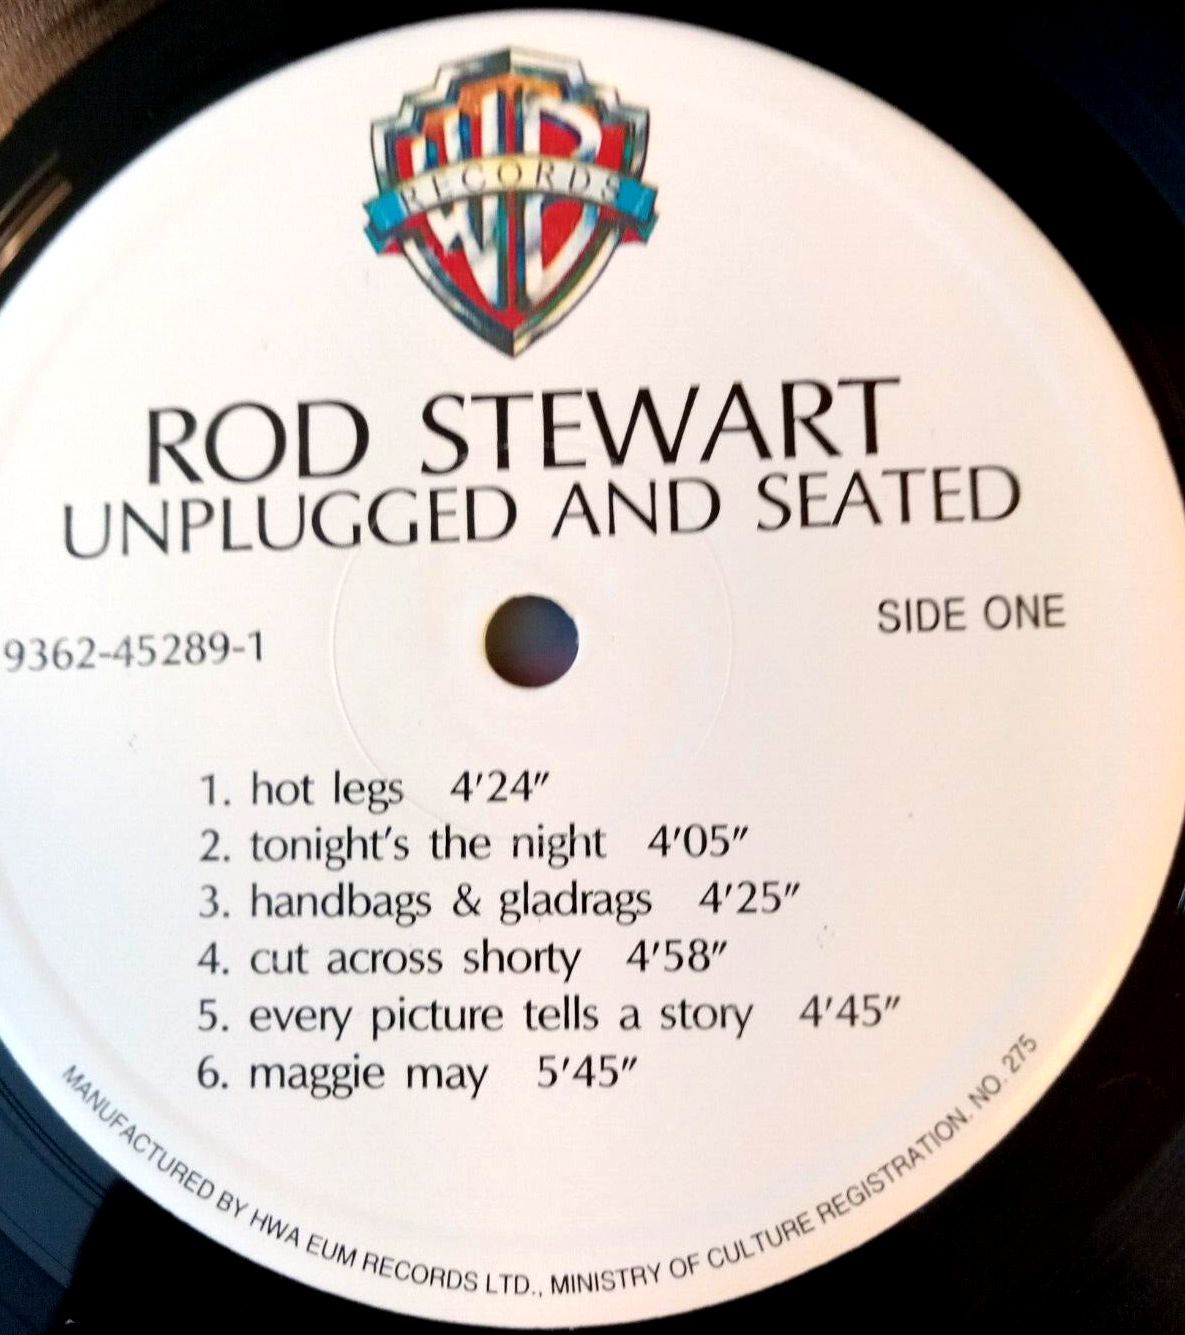 WB
RECORDS
ROD STEWART
UNPLUGGED AND SEATED
SIDE ONE
9362-45289-1
1. hot legs 4'24"
2. tonight's the night 4'05"
3. handbags & gladrags 4'25"
4. cut across shorty 4'58"
5. every picture tells a story 4'45"
6. maggie may 5'45"
MANUFACTURED BY HWA EUM RECORDS LTD., MINISTRY OF CULTURE REGISTRATION. NO. 275